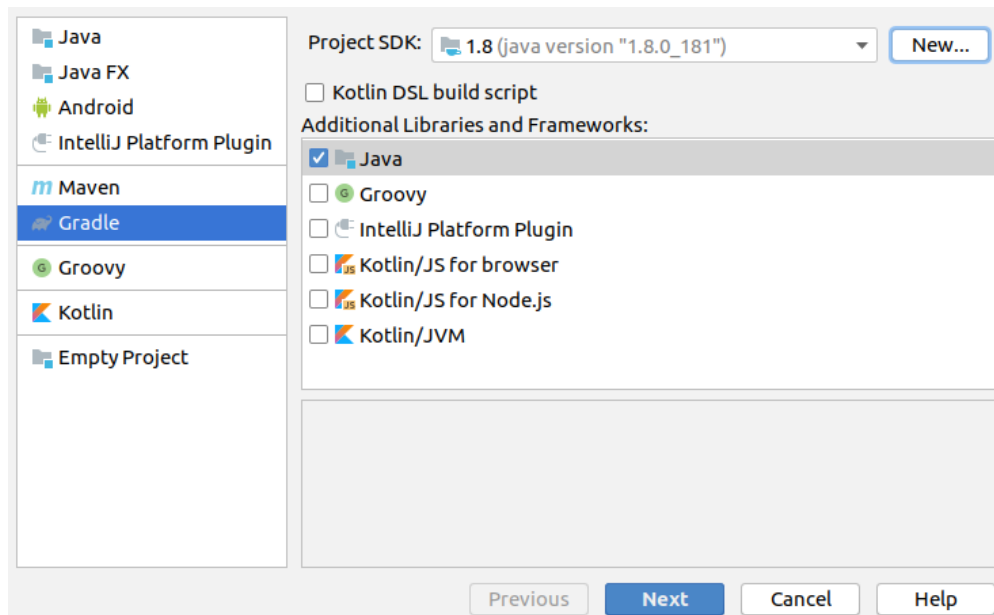 Java
Java FX
Android
IntelliJ Platform Plugin
m Maven
Gradle
G Groovy
Kotlin
Empty Project
Project SDK: 1.8 (java version "1.8.0_181") New...
Kotlin DSL build script
Additional Libraries and Frameworks:
Java
G Groovy
IntelliJ Platform Plugin
JS Kotlin/JS for browser
JS Kotlin/JS for Node.js
Kotlin/JVM
Previous Next Cancel Help